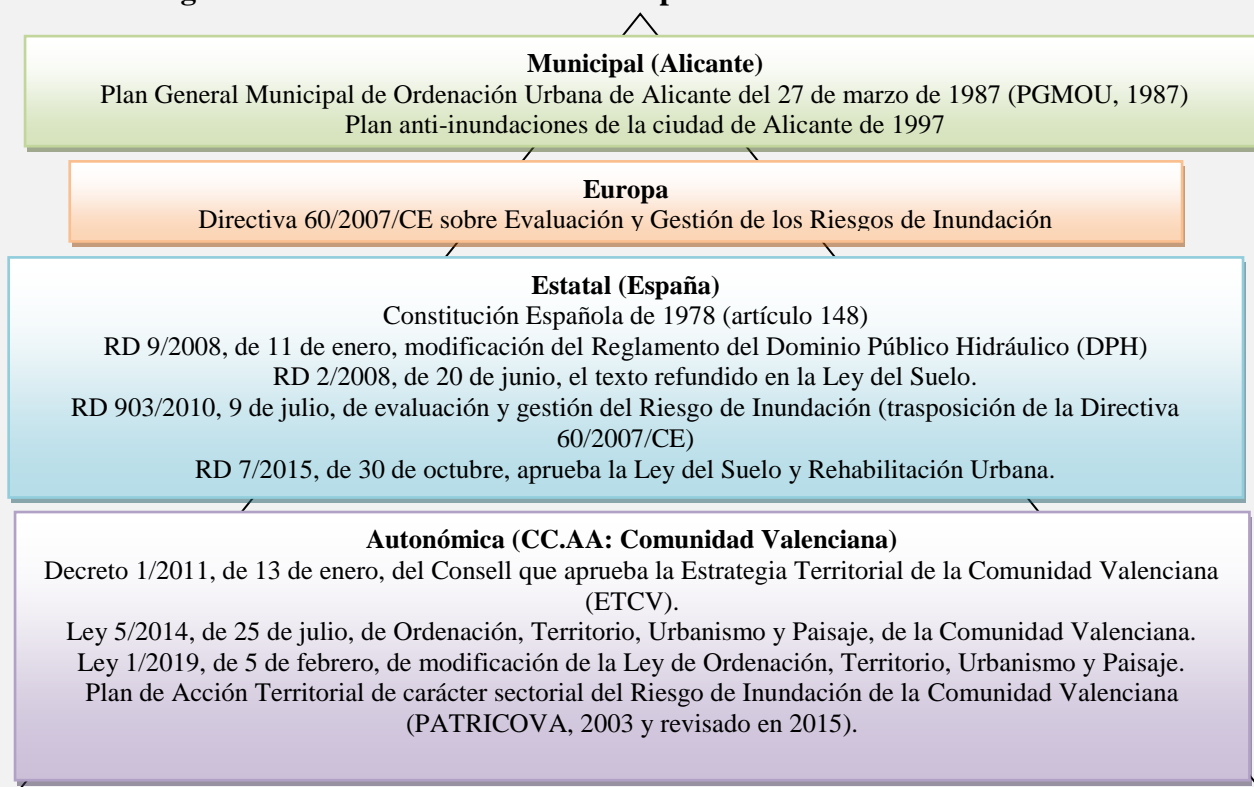 Municipal (Alicante)
Plan General Municipal de Ordenación Urbana de Alicante del 27 de marzo de 1987 (PGMOU, 1987)
Plan anti-inundaciones de la ciudad de Alicante de 1997
Europa
Directiva 60/2007/CE sobre Evaluación y Gestión de los Riesgos de Inundación
Estatal (España)
Constitución Española de 1978 (artículo 148)
RD 9/2008, de 11 de enero, modificación del Reglamento del Dominio Público Hidráulico (DPH)
RD 2/2008, de 20 de junio, el texto refundido en la Ley del Suelo.
RD 903/2010, 9 de julio, de evaluación y gestión del Riesgo de Inundación (trasposición de la Directiva
60/2007/CE)
RD 7/2015, de 30 de octubre, aprueba la Ley del Suelo y Rehabilitación Urbana.
Autonómica (CC.AA: Comunidad Valenciana)
Decreto 1/2011, de 13 de enero, del Consell que aprueba la Estrategia Territorial de la Comunidad Valenciana
(ETCV).
Ley 5/2014, de 25 de julio, de Ordenación, Territorio, Urbanismo y Paisaje, de la Comunidad Valenciana.
Ley 1/2019, de 5 de febrero, de modificación de la Ley de Ordenación, Territorio, Urbanismo y Paisaje.
Plan de Acción Territorial de carácter sectorial del Riesgo de Inundación de la Comunidad Valenciana
(PATRICOVA, 2003 y revisado en 2015).